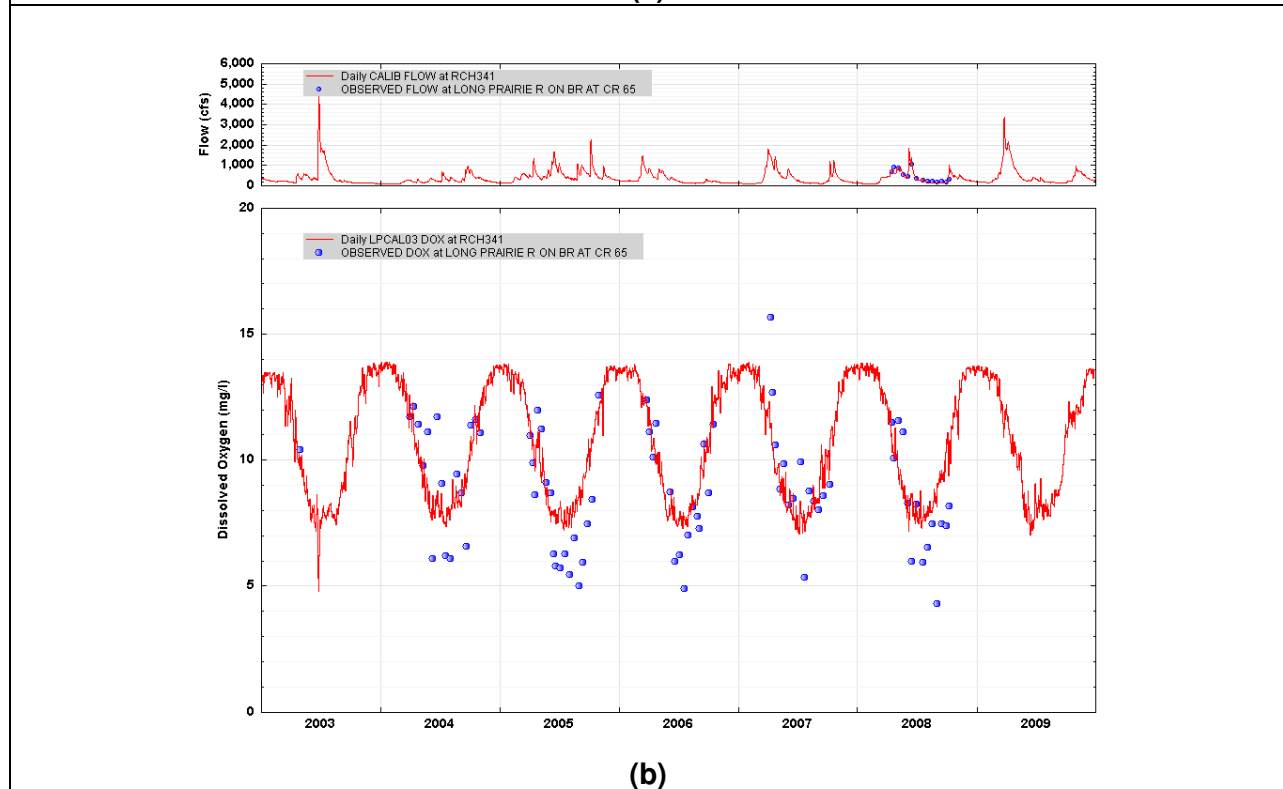 6,000
5,000
4,000
3,000
2,000
1,000
0
Flow (cfs)
Daily CALIB FLOW at RCH341
OBSERVED FLOW at LONG PRAIRIE R ON BR AT CR 65
20
15
10
5
0
Dissolved Oxygen (mg/l)
Daily LPCAL03 DOX at RCH341
OBSERVED DOX at LONG PRAIRIE R ON BR AT CR 65
2003 2004 2005 2006 2007 2008 2009
(b)